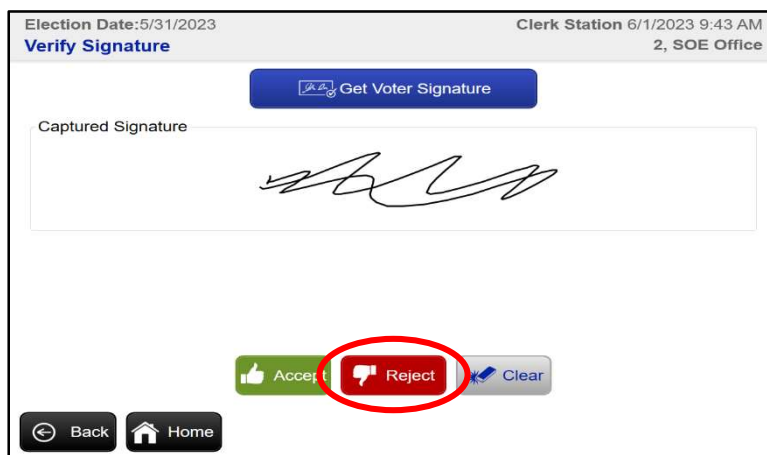 Election Date:5/31/2023 Clerk Station 6/1/2023 9:43 AM
Verify Signature 2, SOE Office
Get Voter Signature
Captured Signature
Accept Reject Clear
Back Home